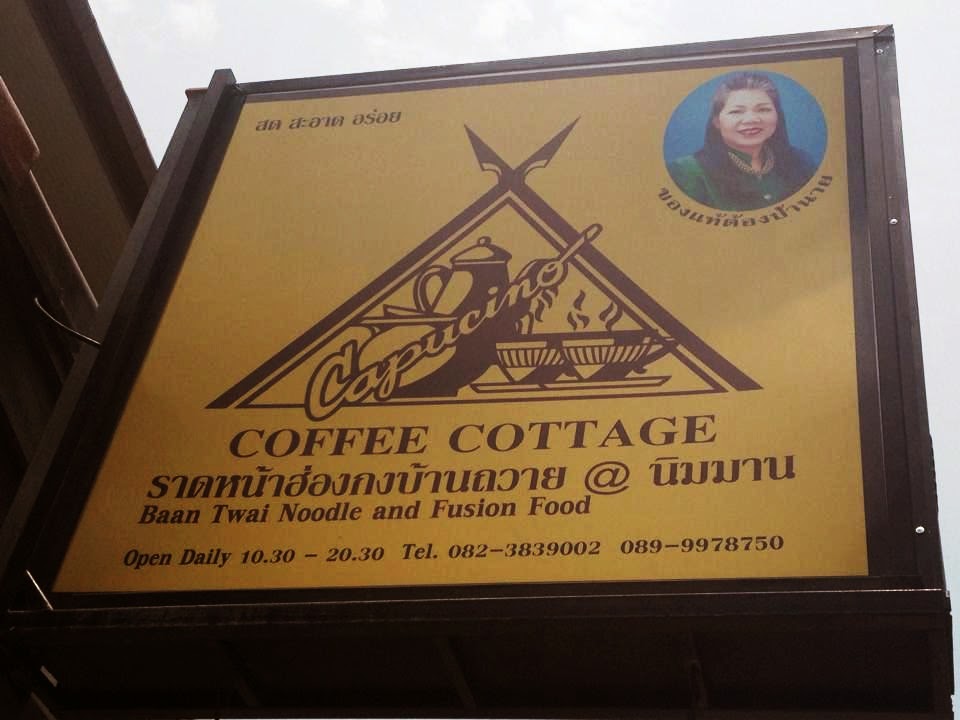 สด สะอาด อร่อย
ของแท้ต้องป้านาย
Capucino
COFFEE COTTAGE
ราดหน้าฮ่องกงบ้านถวาย @ นิมมาน
Baan Twai Noodle and Fusion Food
Open Daily 10.30 - 20.30 Tel. 082-3839002 089-9978750